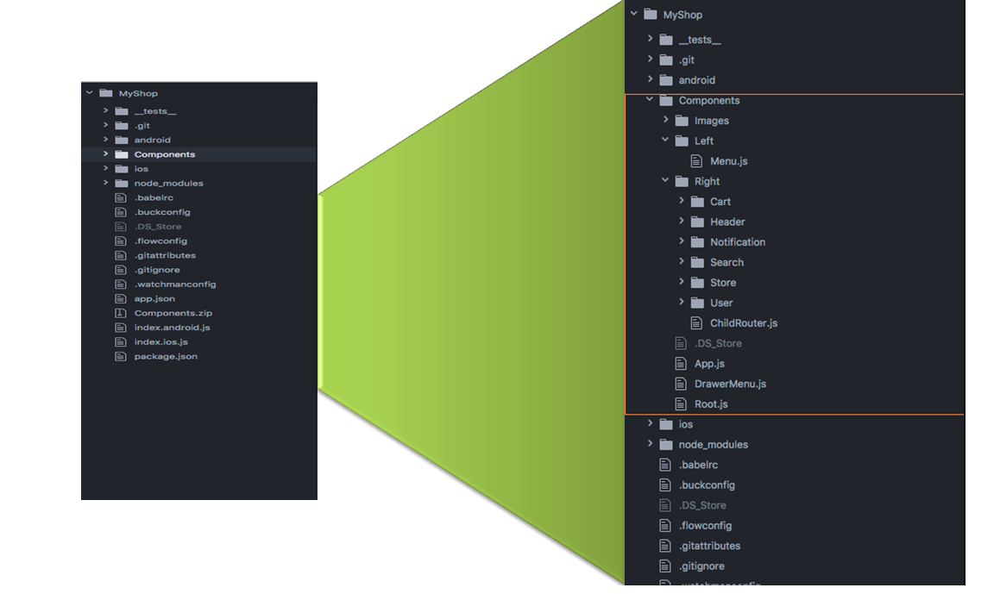 MyShop
__tests__
.git
android
Components
ios
node_modules
.babelrc
.buckconfig
.DS_Store
.flowconfig
.gitattributes
.gitignore
.watchmanconfig
app.json
Components.zip
index.android.js
index.ios.js
package.json
MyShop
__tests__
.git
android
Components
Images
Left
Menu.js
Right
Cart
Header
Notification
Search
Store
User
ChildRouter.js
.DS_Store
App.js
DrawerMenu.js
Root.js
ios
node_modules
.babelrc
.buckconfig
.DS_Store
.flowconfig
.gitattributes
.gitignore
.watchmanconfig